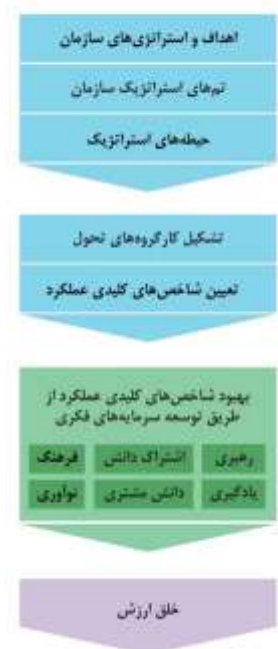 اهداف و استراتژی‌های سازمان
تم‌های استراتژیک سازمان
حیطه‌های استراتژیک
تشکیل کارگروه‌های تحول
تعیین شاخص‌های کلیدی عملکرد
بهبود شاخص‌های کلیدی عملکرد از
طریق توسعه سرمایه‌های فکری
رهبری اشتراک دانش فرهنگ
یادگیری دانش مشتری نوآوری
خلق ارزش